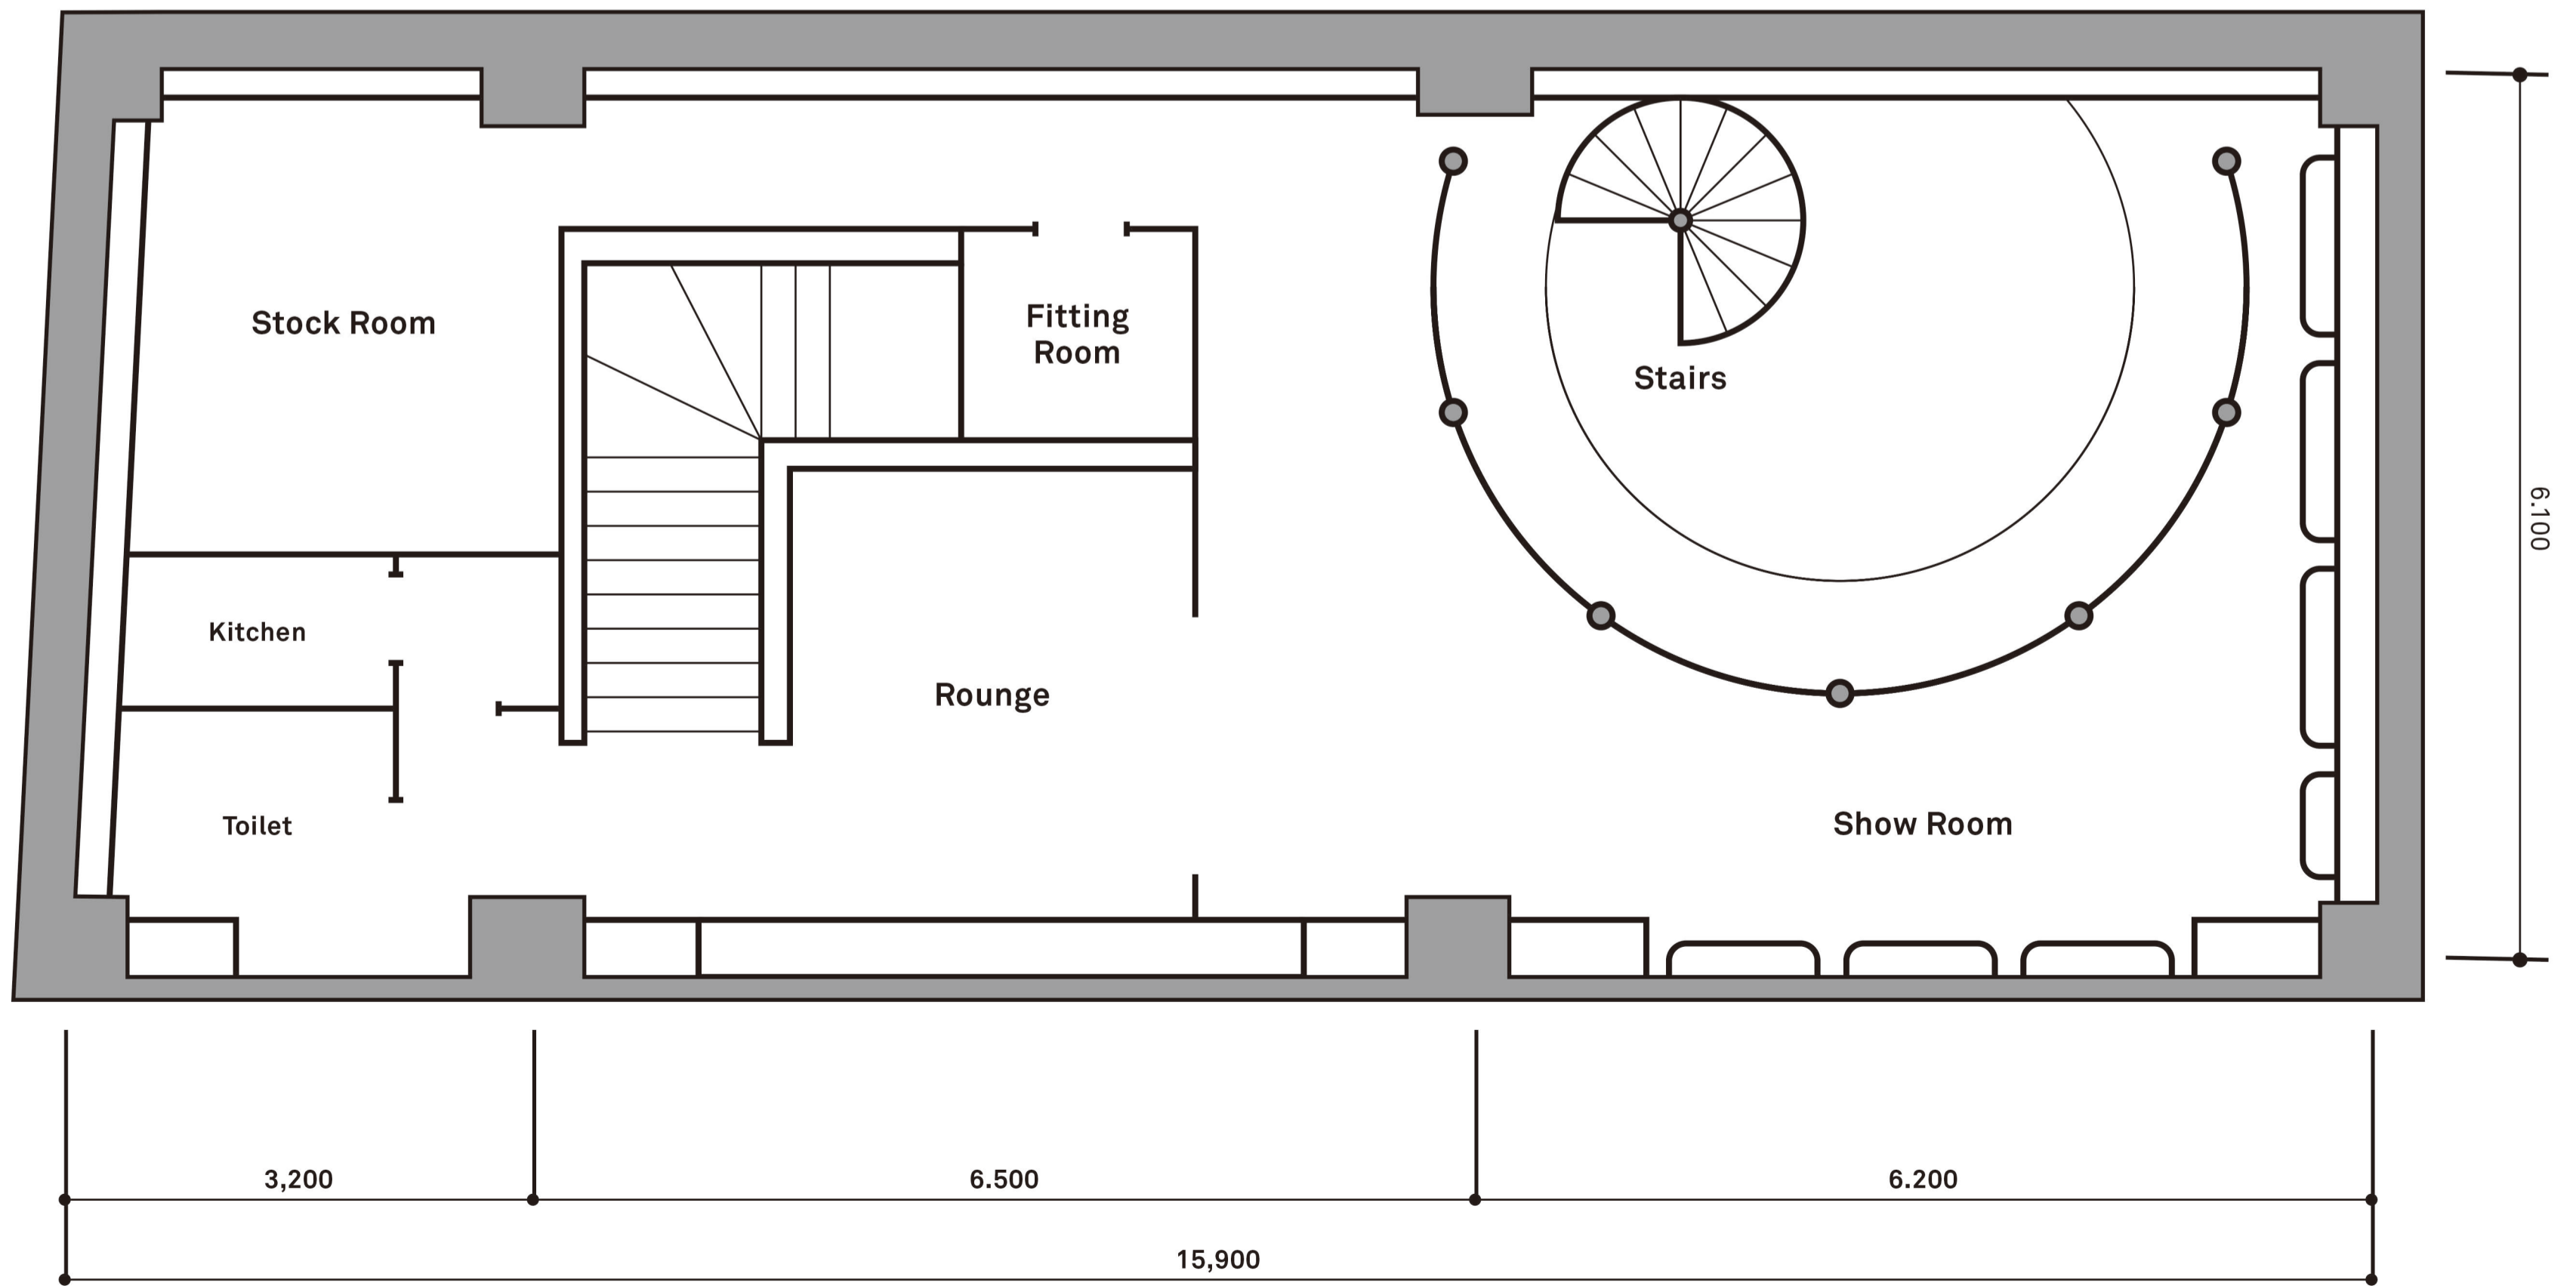 Stock Room
Fitting
Room
Stairs
6.100
Kitchen
Rounge
Toilet
Show Room
3,200
6.500
6.200
15,900